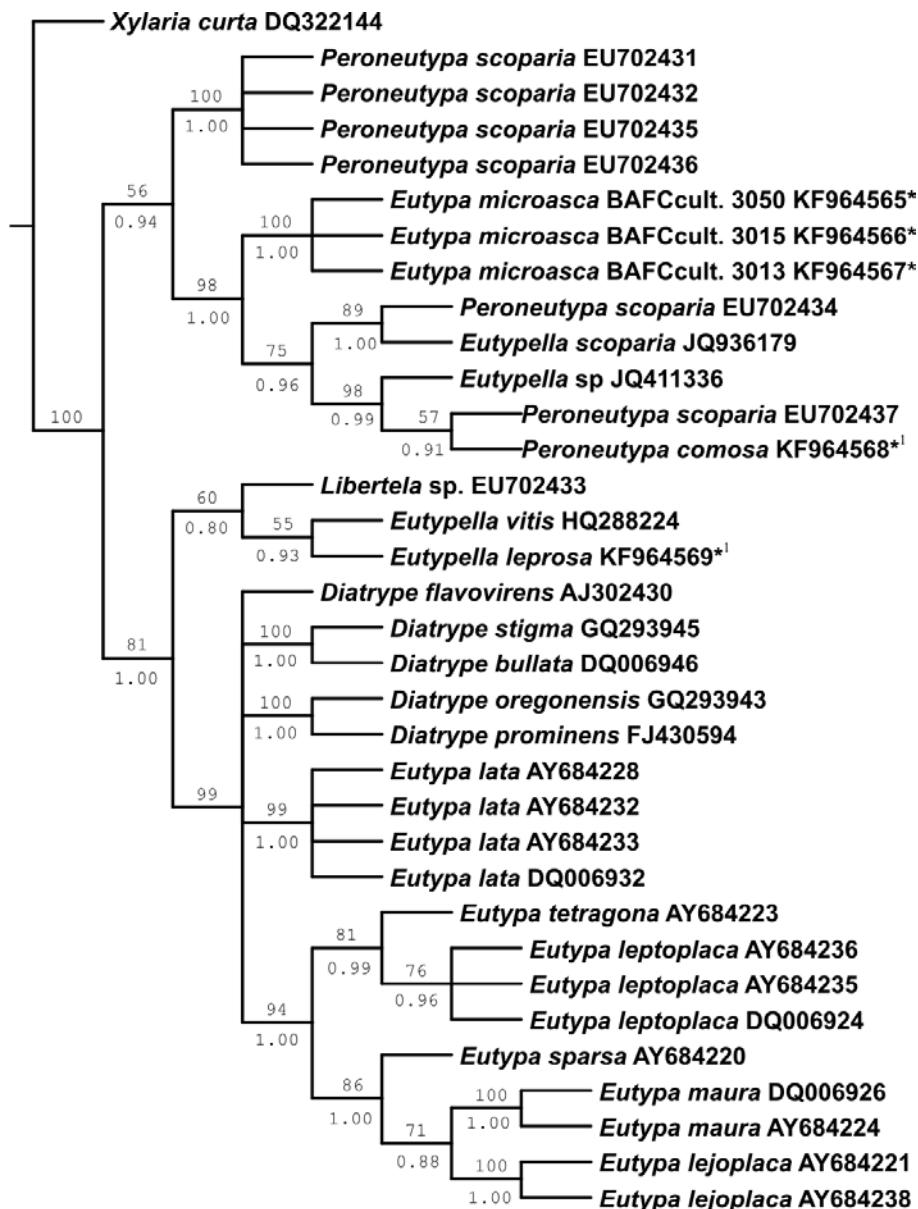 Xylaria curta DQ322144
Peroneutypa scoparia EU702431
Peroneutypa scoparia EU702432
100
1.00
Peroneutypa scoparia EU702435
Peroneutypa scoparia EU702436
56
0.94
Eutypa microasca BAFCcult. 3050 KF964565*
100
1.00
Eutypa microasca BAFCcult. 3015 KF964566*
Eutypa microasca BAFCcult. 3013 KF964567*
98
1.00
Peroneutypa scoparia EU702434
89
1.00
Eutypella scoparia JQ936179
75
0.96
Eutypella sp JQ411336
98
0.99
Peroneutypa scoparia EU702437
57
0.91
Peroneutypa comosa KF964568*¹
100
Libertela sp. EU702433
60
0.80
Eutypella vitis HQ288224
55
0.93
Eutypella leprosa KF964569*¹
Diatrype flavovirens AJ302430
81
1.00
Diatrype stigma GQ293945
100
1.00
Diatrype bullata DQ006946
Diatrype oregonensis GQ293943
100
1.00
Diatrype prominens FJ430594
Eutypa lata AY684228
99
Eutypa lata AY684232
99
1.00
Eutypa lata AY684233
Eutypa lata DQ006932
Eutypa tetragona AY684223
81
0.99
Eutypa leptoplaca AY684236
76
0.96
Eutypa leptoplaca AY684235
Eutypa leptoplaca DQ006924
94
1.00
Eutypa sparsa AY684220
86
1.00
Eutypa maura DQ006926
100
1.00
Eutypa maura AY684224
71
0.88
Eutypa lejoplaca AY684221
100
1.00
Eutypa lejoplaca AY684238